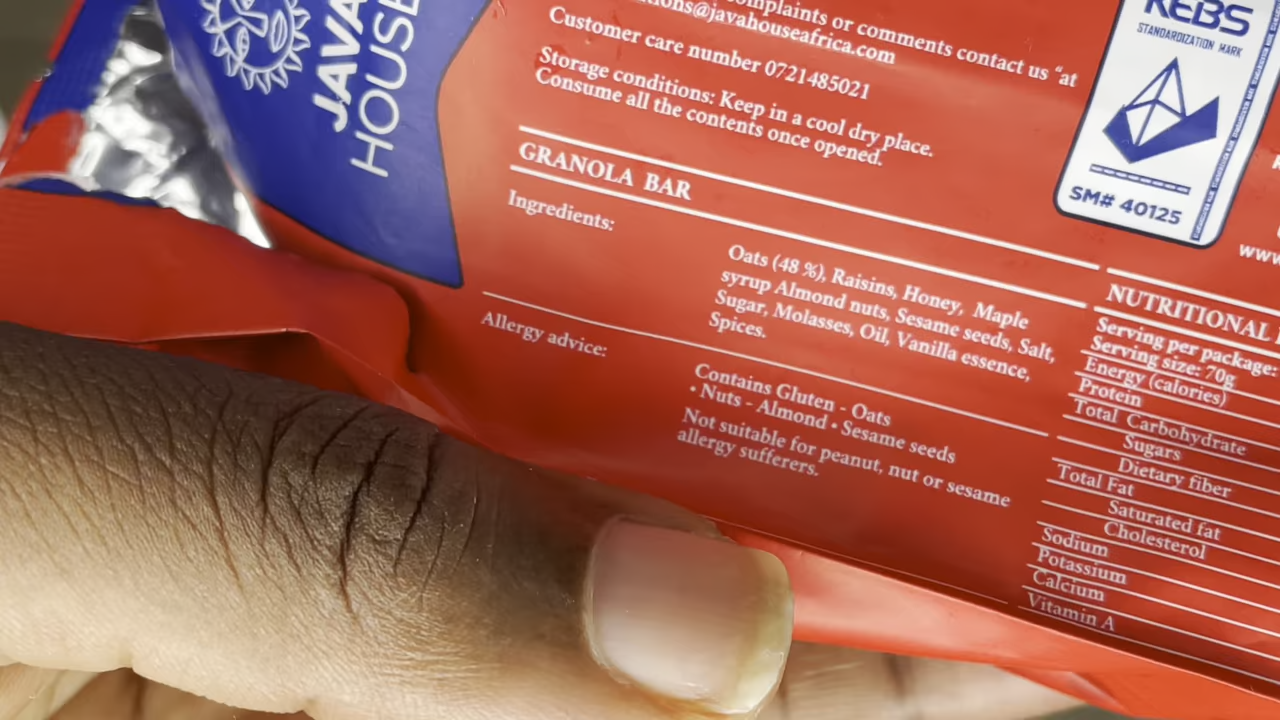 JAVA
HOUSE
complaints or comments contact us “at
@javahouseafrica.com
Customer care number 0721485021
Storage conditions: Keep in a cool dry place.
Consume all the contents once opened.
GRANOLA BAR
Ingredients:
Oats (48 %), Raisins, Honey, Maple
syrup Almond nuts, Sesame seeds, Salt,
Sugar, Molasses, Oil, Vanilla essence,
Spices.
Allergy advice:
Contains Gluten - Oats
• Nuts - Almond • Sesame seeds
Not suitable for peanut, nut or sesame
allergy sufferers.
KEBS
STANDARDIZATION MARK
SM# 40125
www
NUTRITIONAL
Serving per package:
Serving size: 70g
Energy (calories)
Protein
Total Carbohydrate
Sugars
Dietary fiber
Total Fat
Saturated fat
Cholesterol
Sodium
Potassium
Calcium
Vitamin A